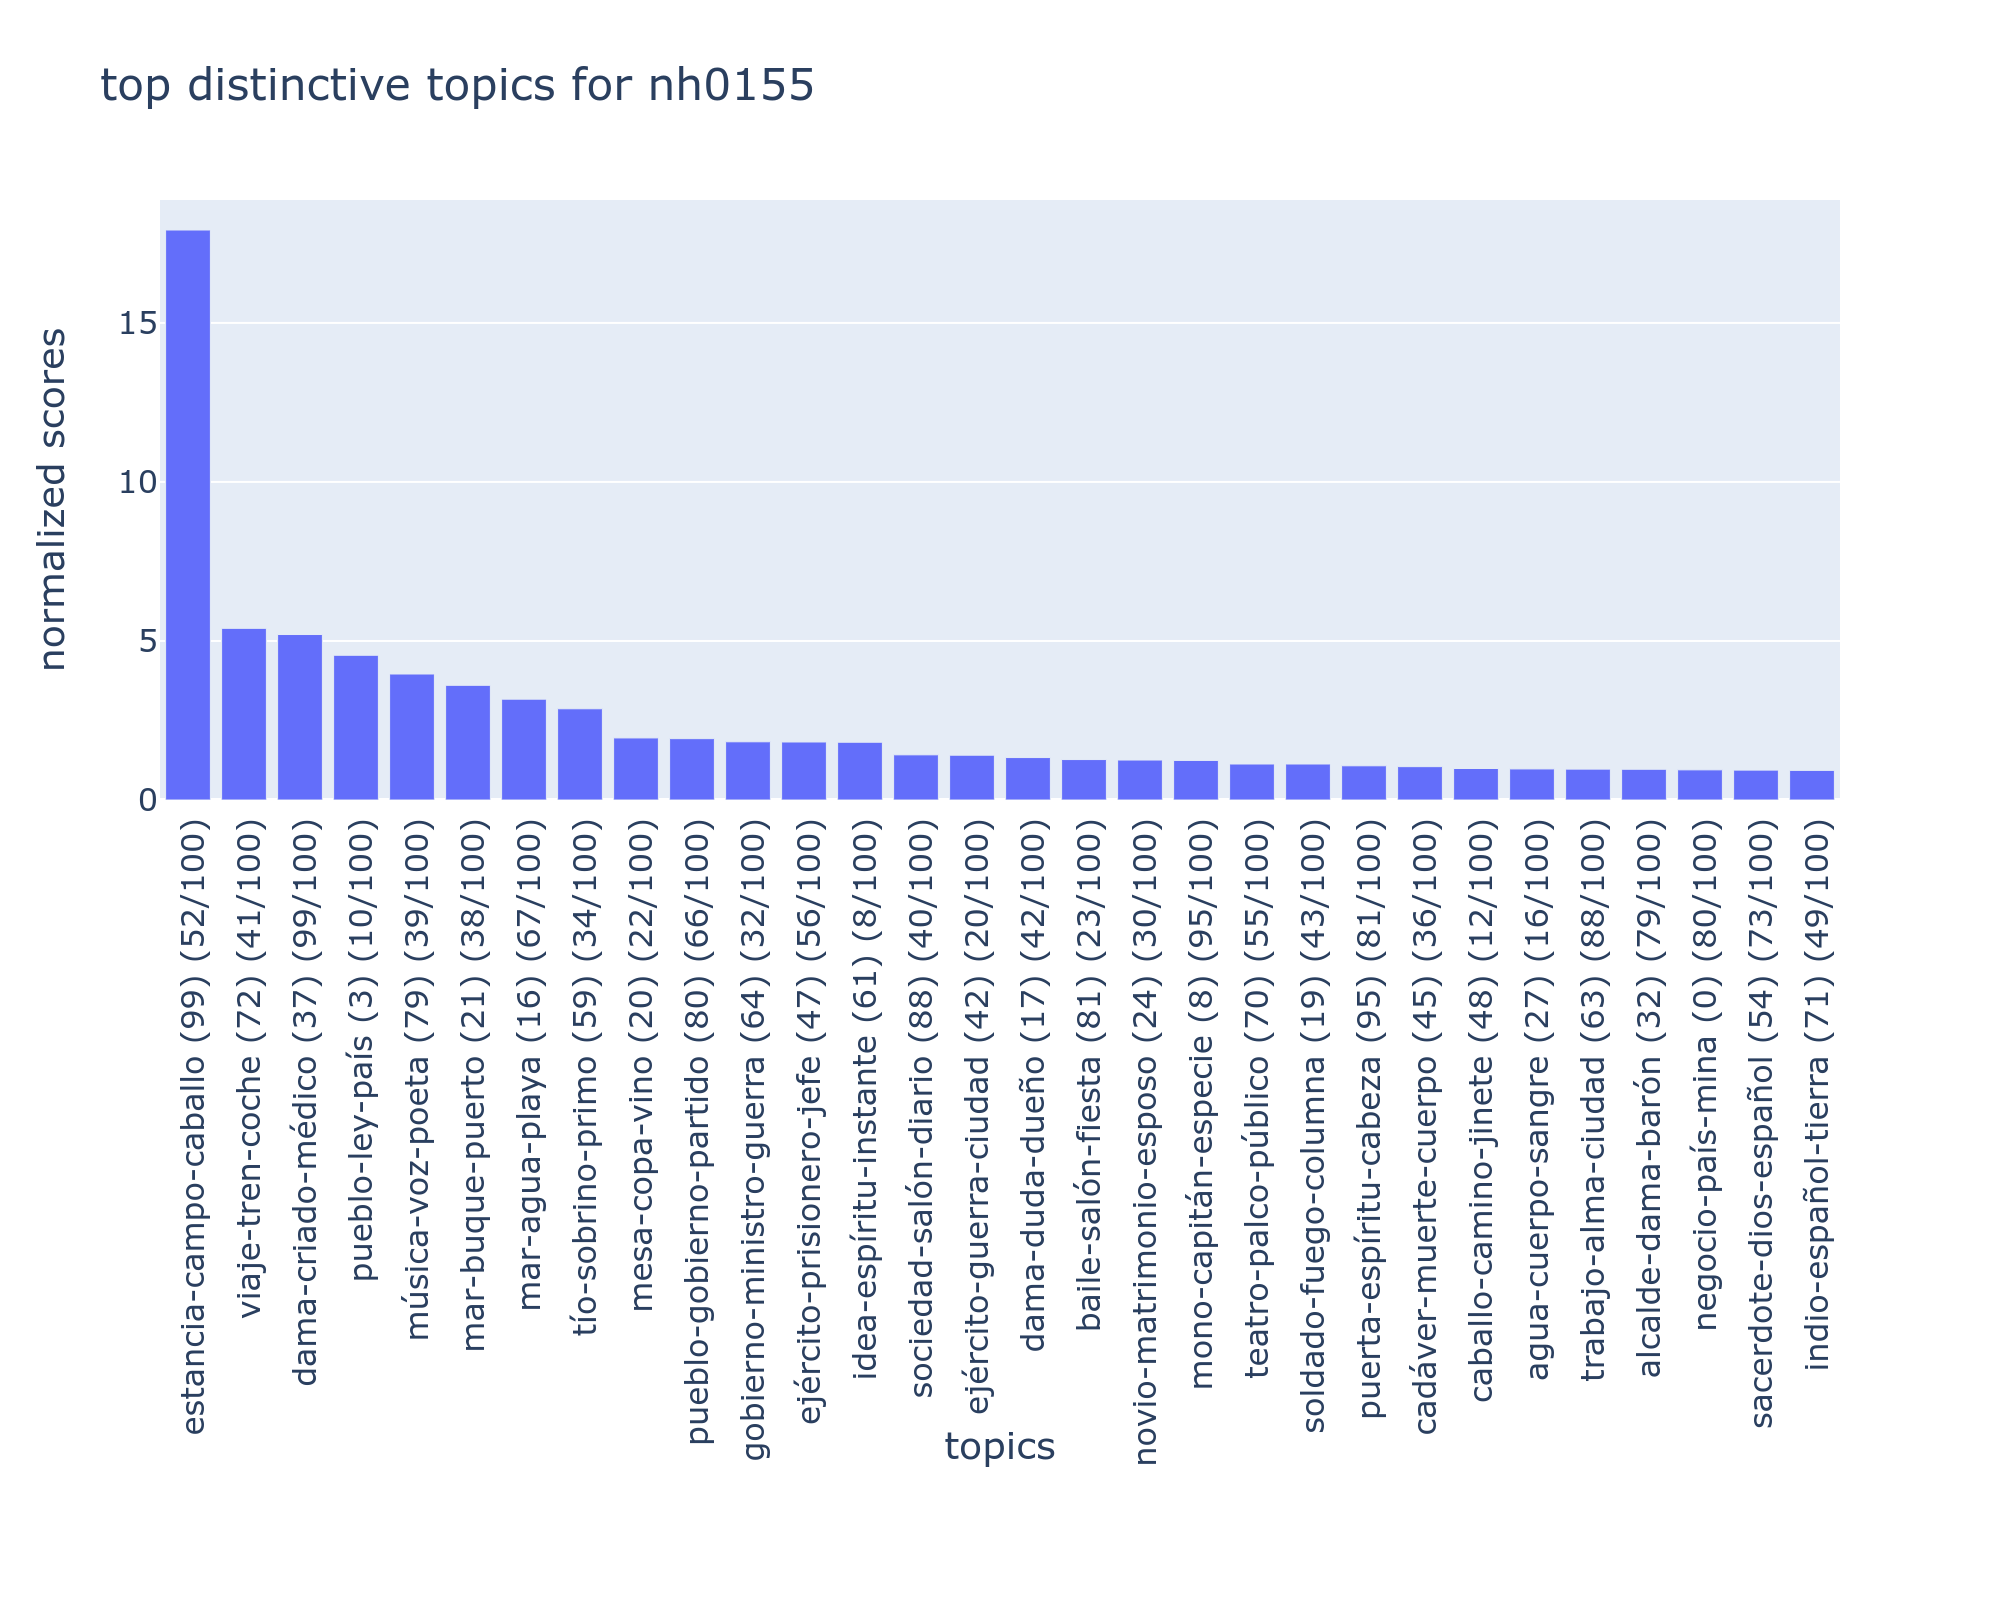 top distinctive topics for nh0155
normalized scores
15
10
5
0
estancia-campo-caballo (99) (52/100)
viaje-tren-coche (72) (41/100)
dama-criado-médico (37) (99/100)
pueblo-ley-país (3) (10/100)
música-voz-poeta (79) (39/100)
mar-buque-puerto (21) (38/100)
mar-agua-playa (16) (67/100)
tío-sobrino-primo (59) (34/100)
mesa-copa-vino (20) (22/100)
pueblo-gobierno-partido (80) (66/100)
gobierno-ministro-guerra (64) (32/100)
ejército-prisionero-jefe (47) (56/100)
idea-espíritu-instante (61) (8/100)
sociedad-salón-diario (88) (40/100)
ejército-guerra-ciudad (42) (20/100)
dama-duda-dueño (17) (42/100)
baile-salón-fiesta (81) (23/100)
novio-matrimonio-esposo (24) (30/100)
mono-capitán-especie (8) (95/100)
teatro-palco-público (70) (55/100)
soldado-fuego-columna (19) (43/100)
puerta-espíritu-cabeza (95) (81/100)
cadáver-muerte-cuerpo (45) (36/100)
caballo-camino-jinete (48) (12/100)
agua-cuerpo-sangre (27) (16/100)
trabajo-alma-ciudad (63) (88/100)
alcalde-dama-barón (32) (79/100)
negocio-país-mina (0) (80/100)
sacerdote-dios-español (54) (73/100)
indio-español-tierra (71) (49/100)
topics